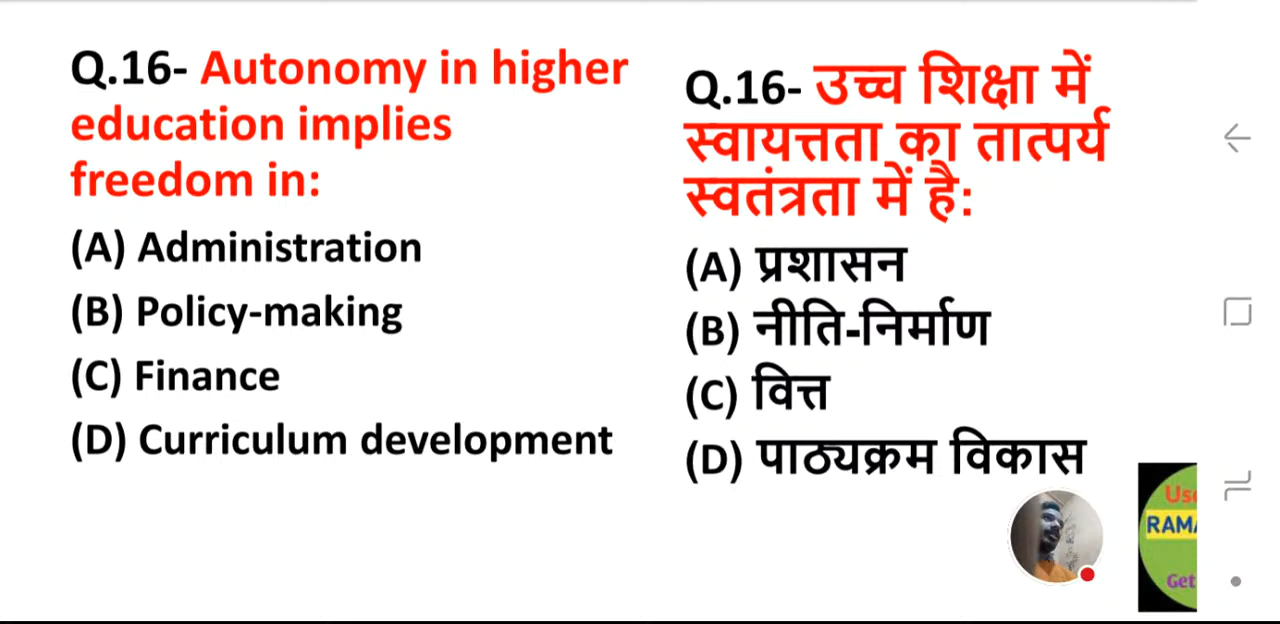 Q.16- Autonomy in higher
education implies
freedom in:
(A) Administration
(B) Policy-making
(C) Finance
(D) Curriculum development
Q.16- उच्च शिक्षा में
स्वायत्तता का तात्पर्य
स्वतंत्रता में है:
(A) प्रशासन
(B) नीति-निर्माण
(C) वित्त
(D) पाठ्यक्रम विकास
Get